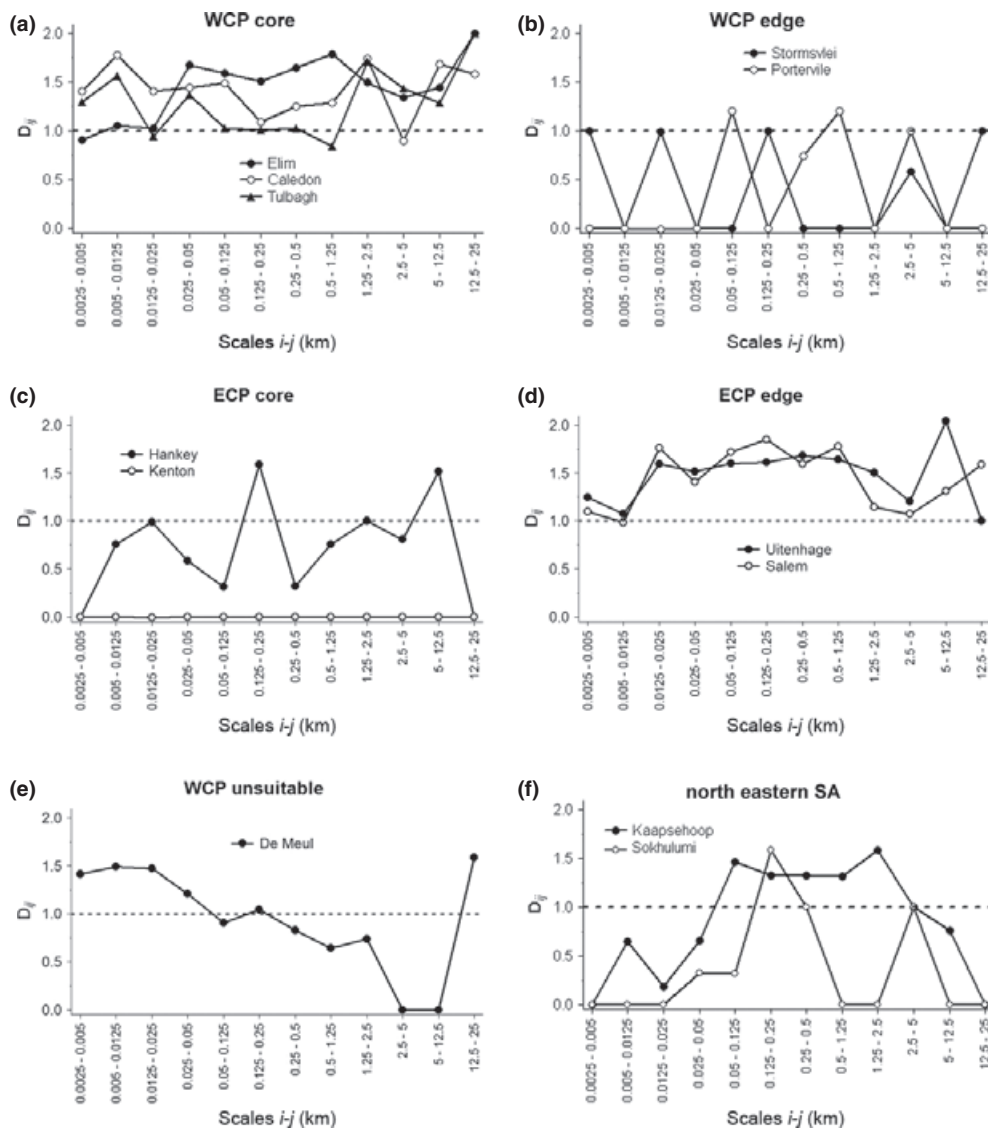 (a) WCP core
2.0
1.5
1.0
0.5
0.0
Dij
Elim
Caledon
Tulbagh
0.0025 - 0.005
0.005 - 0.0125
0.0125 - 0.025
0.025 - 0.05
0.05 - 0.125
0.125 - 0.25
0.25 - 0.5
0.5 - 1.25
1.25 - 2.5
2.5 - 5
5 - 12.5
12.5 - 25
Scales i-j (km)
(b) WCP edge
2.0
1.5
1.0
0.5
0.0
Dij
Stormsvlei
Portervile
0.0025 - 0.005
0.005 - 0.0125
0.0125 - 0.025
0.025 - 0.05
0.05 - 0.125
0.125 - 0.25
0.25 - 0.5
0.5 - 1.25
1.25 - 2.5
2.5 - 5
5 - 12.5
12.5 - 25
Scales i-j (km)
(c) ECP core
2.0
1.5
1.0
0.5
0.0
Dij
Hankey
Kenton
0.0025 - 0.005
0.005 - 0.0125
0.0125 - 0.025
0.025 - 0.05
0.05 - 0.125
0.125 - 0.25
0.25 - 0.5
0.5 - 1.25
1.25 - 2.5
2.5 - 5
5 - 12.5
12.5 - 25
Scales i-j (km)
(d) ECP edge
2.0
1.5
1.0
0.5
0.0
Dij
Uitenhage
Salem
0.0025 - 0.005
0.005 - 0.0125
0.0125 - 0.025
0.025 - 0.05
0.05 - 0.125
0.125 - 0.25
0.25 - 0.5
0.5 - 1.25
1.25 - 2.5
2.5 - 5
5 - 12.5
12.5 - 25
Scales i-j (km)
(e) WCP unsuitable
2.0
1.5
1.0
0.5
0.0
Dij
De Meul
0.0025 - 0.005
0.005 - 0.0125
0.0125 - 0.025
0.025 - 0.05
0.05 - 0.125
0.125 - 0.25
0.25 - 0.5
0.5 - 1.25
1.25 - 2.5
2.5 - 5
5 - 12.5
12.5 - 25
Scales i-j (km)
(f) north eastern SA
2.0
1.5
1.0
0.5
0.0
Dij
Kaapsehoop
Sokhulumi
0.0025 - 0.005
0.005 - 0.0125
0.0125 - 0.025
0.025 - 0.05
0.05 - 0.125
0.125 - 0.25
0.25 - 0.5
0.5 - 1.25
1.25 - 2.5
2.5 - 5
5 - 12.5
12.5 - 25
Scales i-j (km)